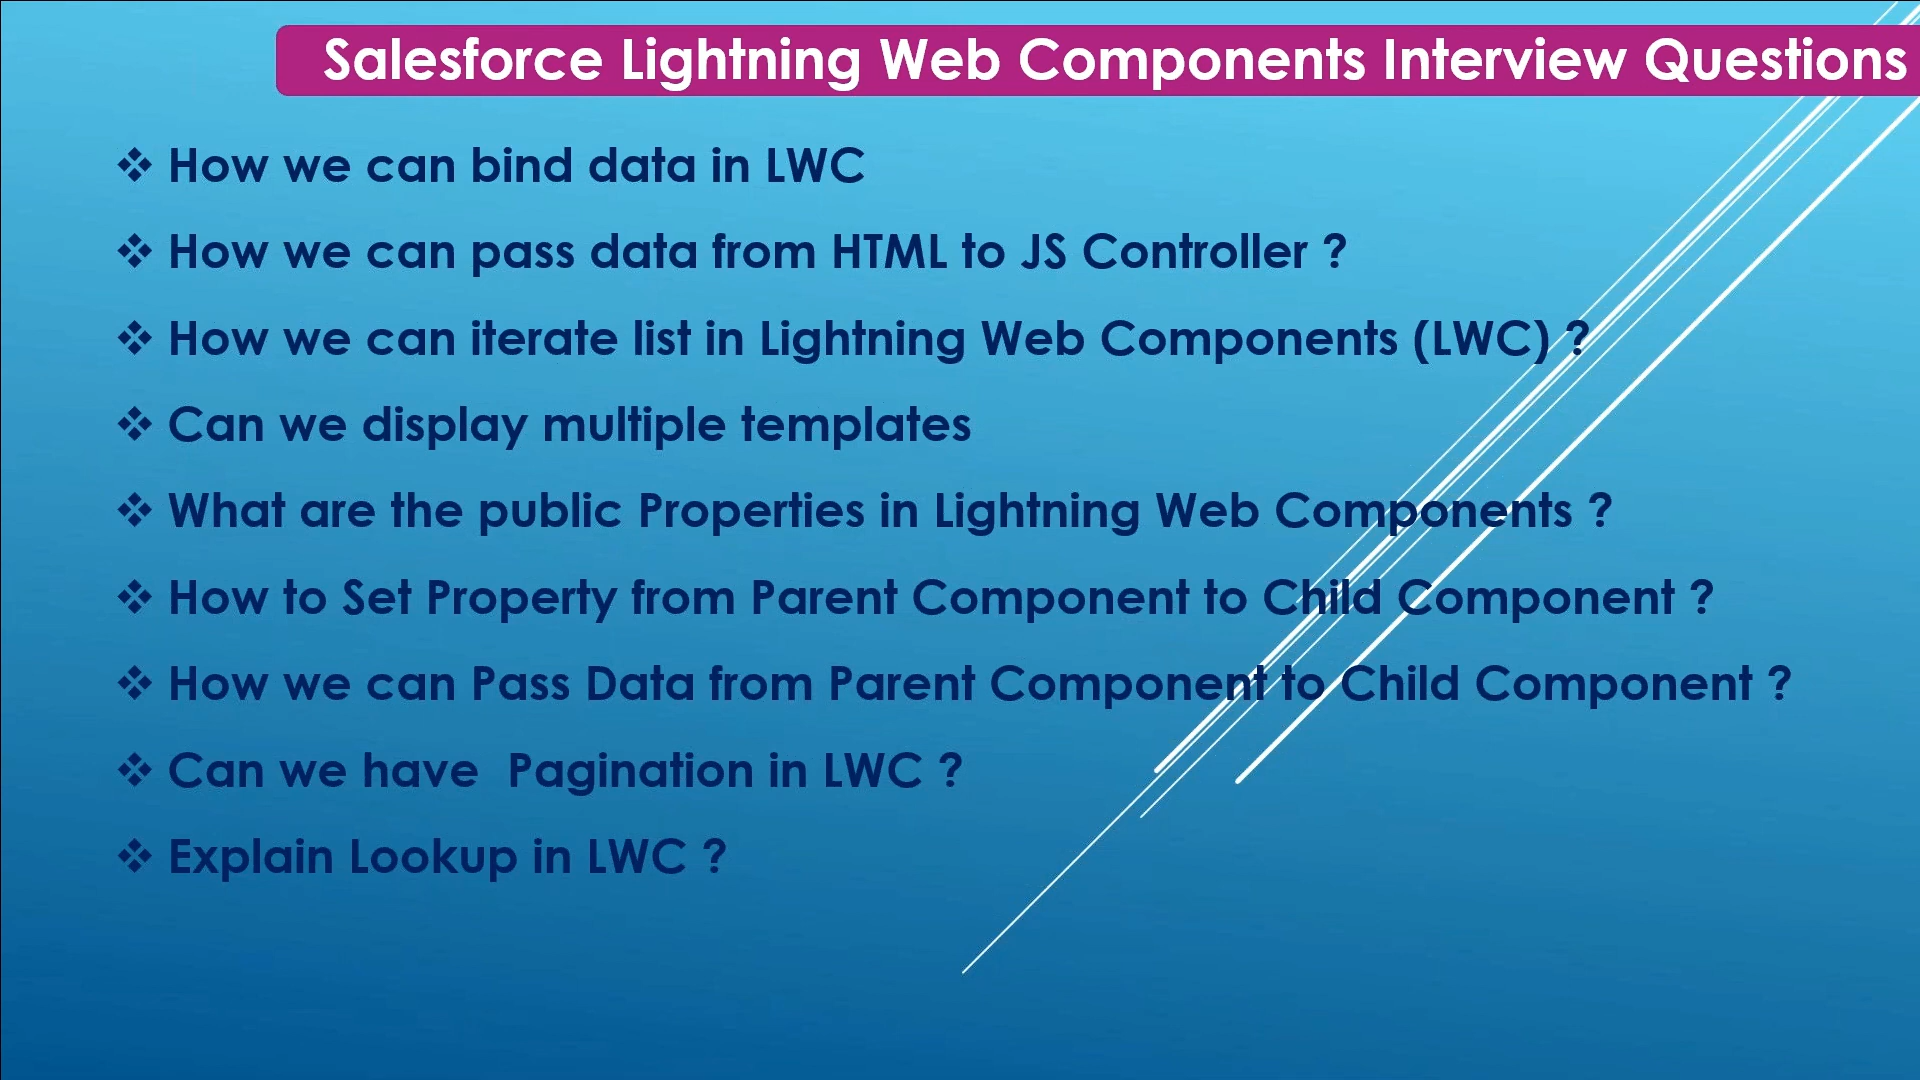 Salesforce Lightning Web Components Interview Questions
How we can bind data in LWC
How we can pass data from HTML to JS Controller ?
How we can iterate list in Lightning Web Components (LWC) ?
Can we display multiple templates
What are the public Properties in Lightning Web Components ?
How to Set Property from Parent Component to Child Component ?
How we can Pass Data from Parent Component to Child Component ?
Can we have  Pagination in LWC ?
Explain Lookup in LWC ?